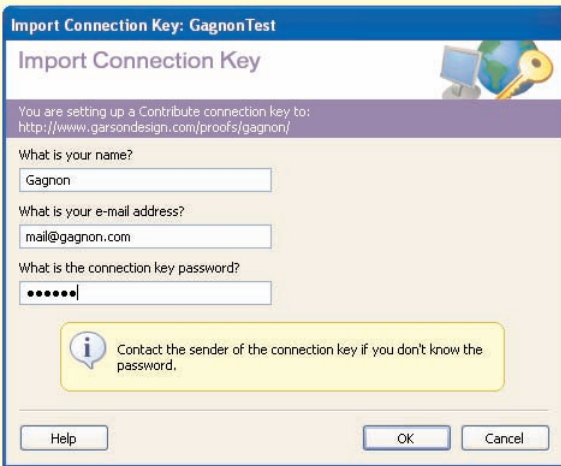 Import Connection Key: GagnonTest
Import Connection Key
You are setting up a Contribute connection key to:
http://www.garsondesign.com/proofs/gagnon/
What is your name?
Gagnon
What is your e-mail address?
mail@gagnon.com
What is the connection key password?
••••••
i
Contact the sender of the connection key if you don't know the
password.
Help
OK
Cancel